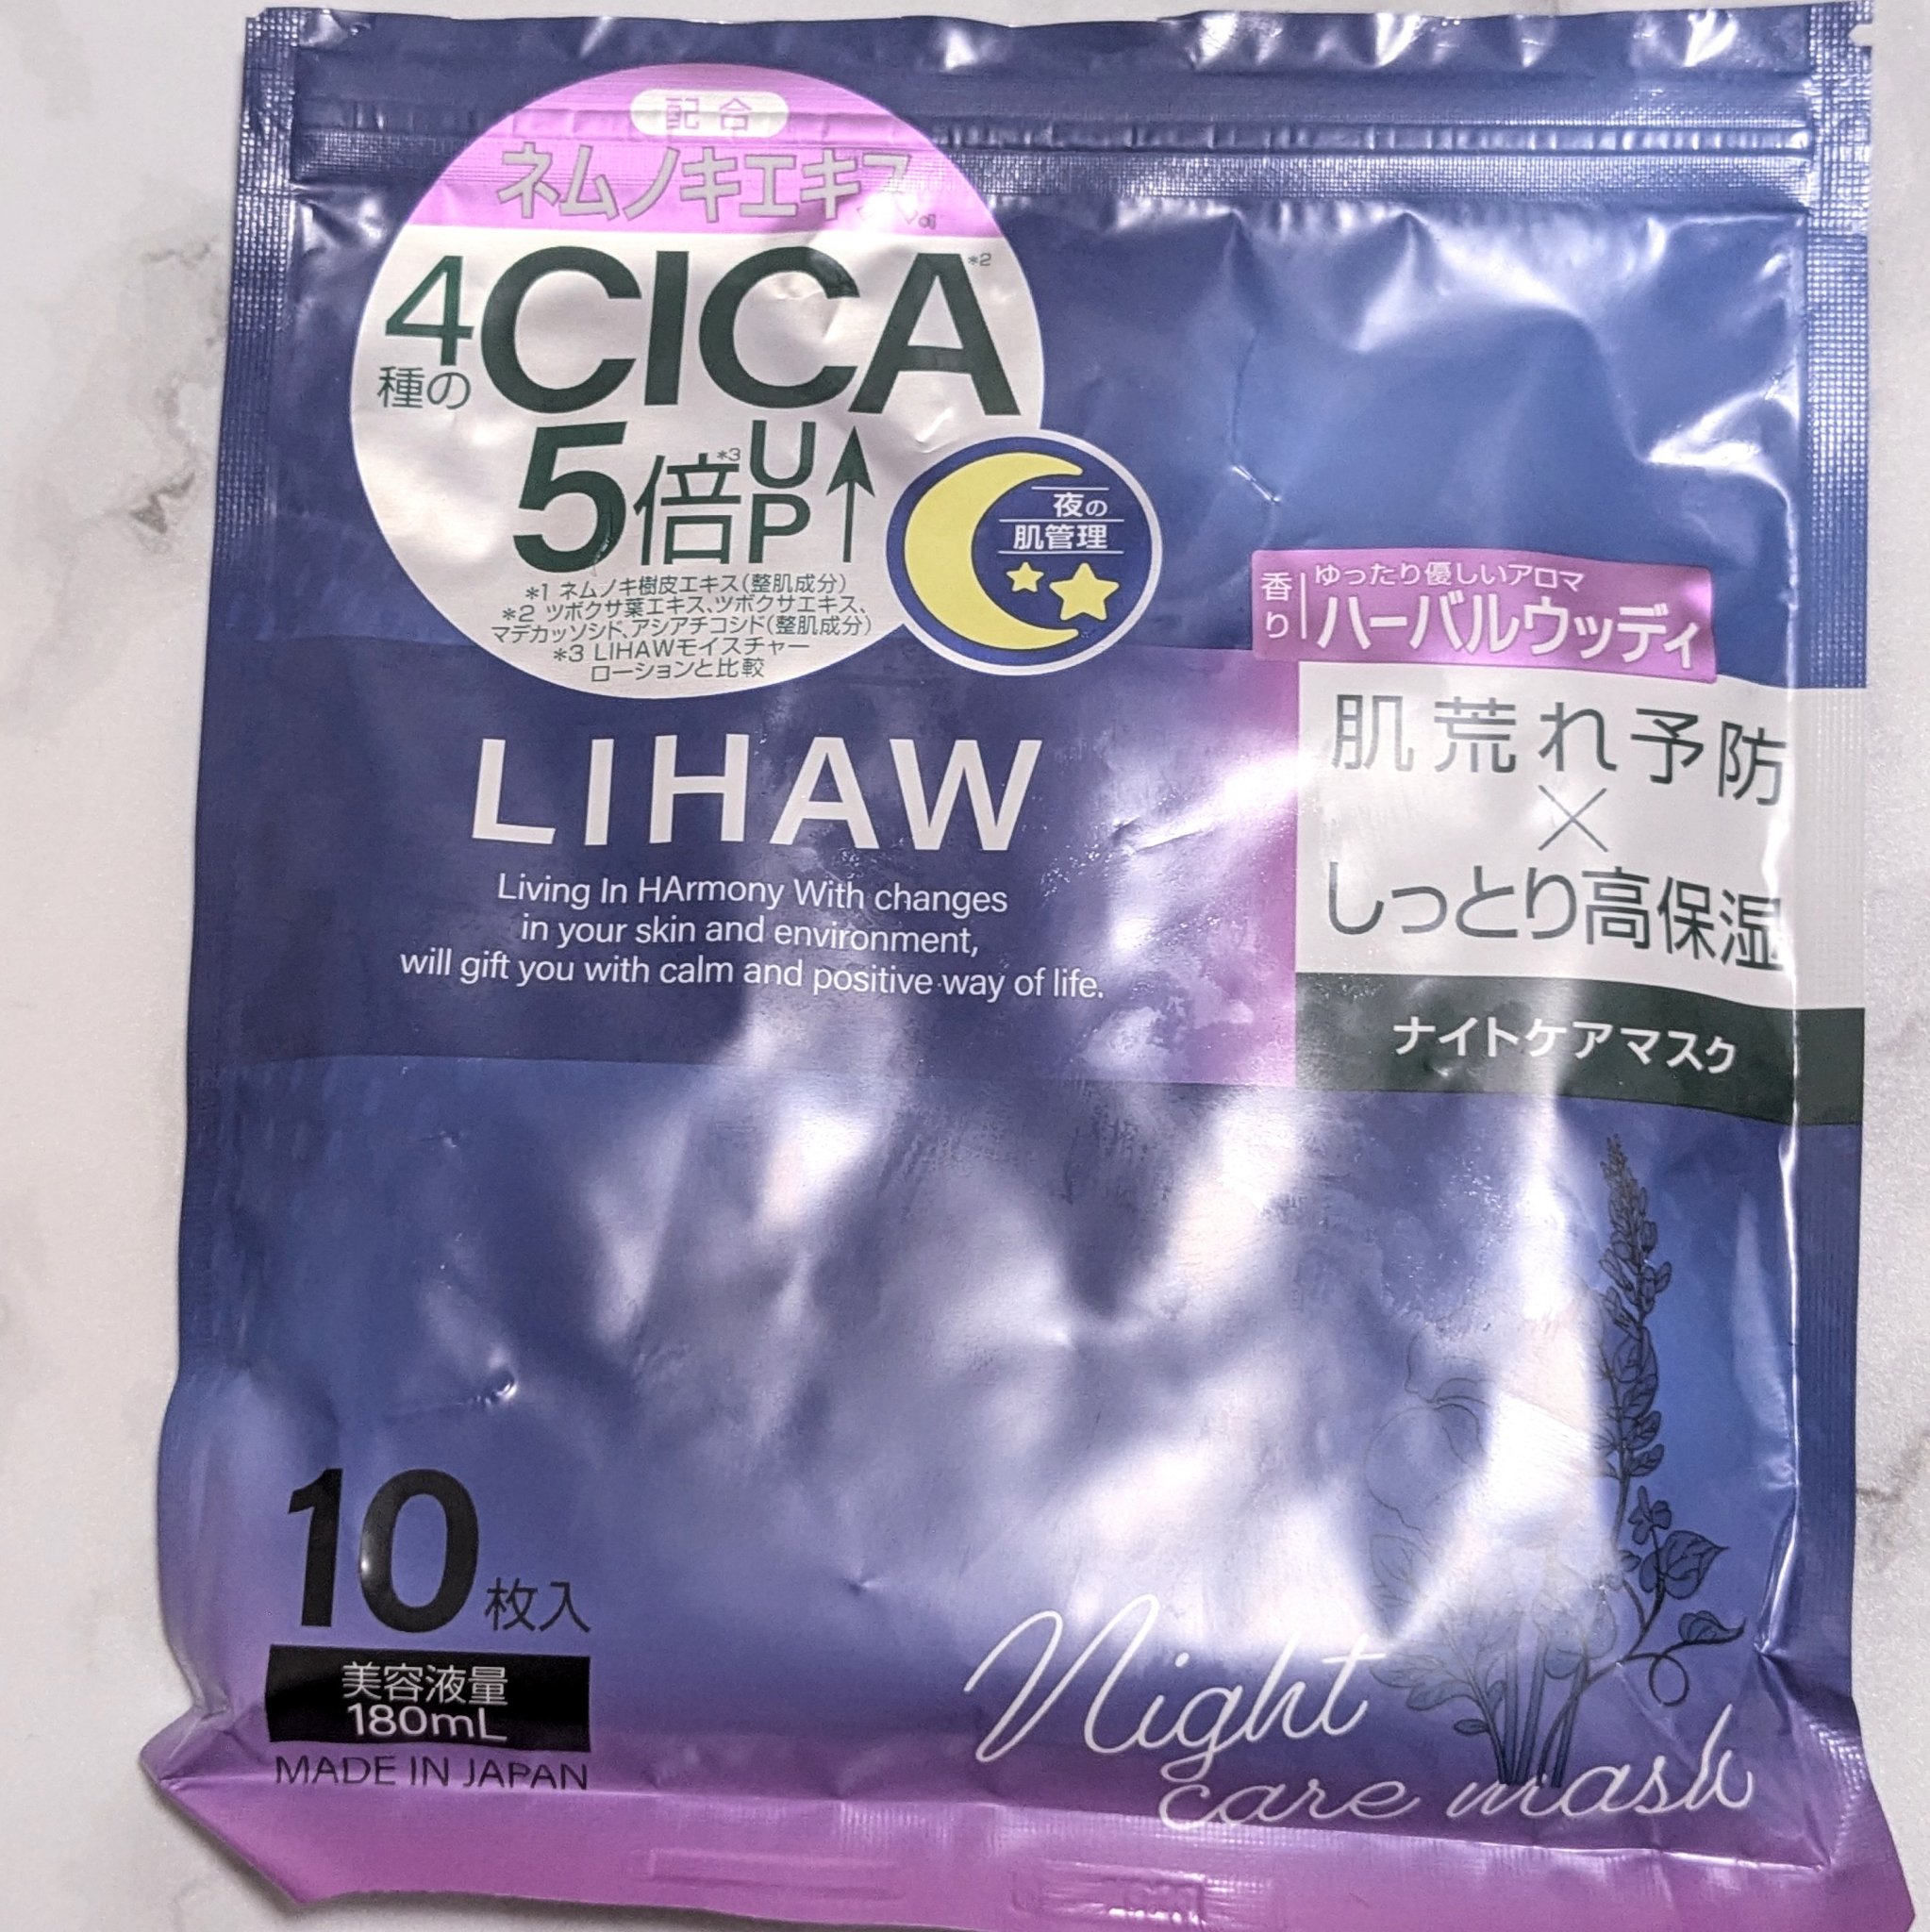 配合
ネムノキエキス
4種のCICA*2
5倍*3UP
*1 ネムノキ樹皮エキス(整肌成分)
*2 ツボクサ葉エキス、ツボクサエキス、
マデカッソシド、アシアチコシド(整肌成分)
*3 LIHAWモイスチャー
ローションと比較
夜の
肌管理
香り
ゆったり優しいアロマ
ハーバルウッディ
肌荒れ予防
×
しっとり高保湿
ナイトケアマスク
LIHAW
Living In HArmony With changes
in your skin and environment,
will gift you with calm and positive way of life.
10枚入
美容液量
180mL
MADE IN JAPAN
Night
care mask